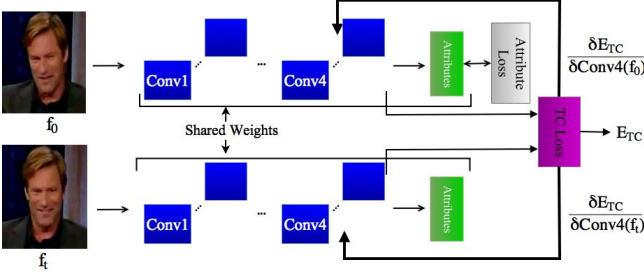 δE_TC
δConv4(f_0)
Conv1
...
Conv4
Attributes
Attribute
Loss
f_0
Shared Weights
TC Loss
E_TC
Conv1
...
Conv4
Attributes
δE_TC
δConv4(f_t)
f_t